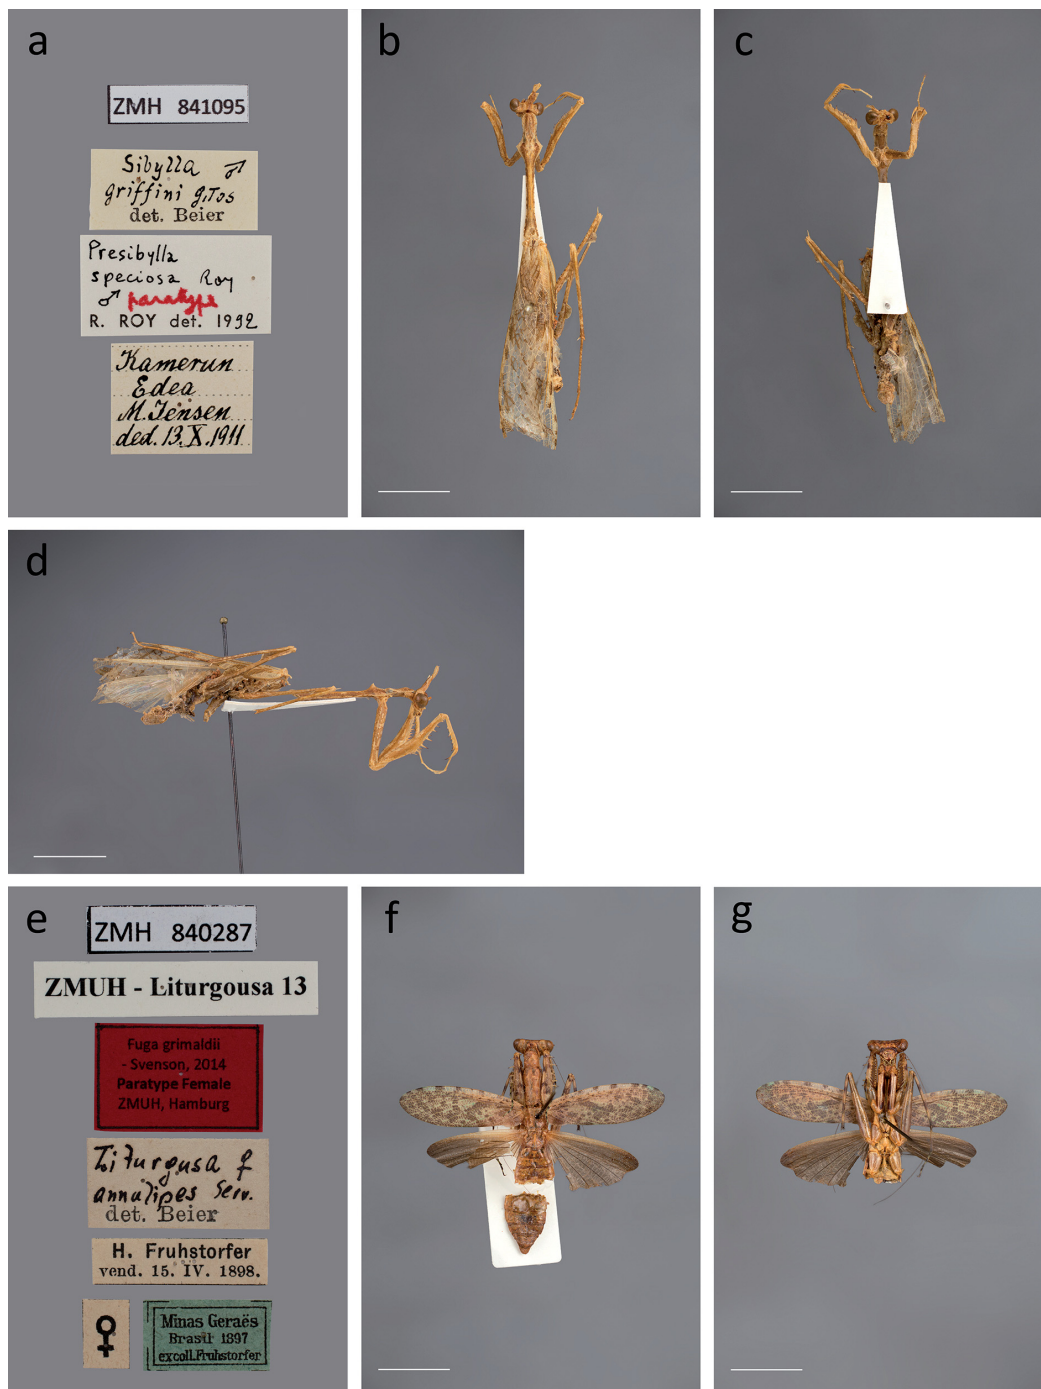 a
ZMH 841095
Sibylla ♂
griffini g.Tos
det. Beier
Presibylla
speciosa Roy
♂ paratype
R. ROY det. 1992
Kamerun
Edea
M. Jensen
ded. 13.X.1911
b
c
d
e
ZMH 840287
ZMUH - Liturgousa 13
Fuga grimaldii
- Svenson, 2014
Paratype Female
ZMUH, Hamburg
Liturgusa ♀
annulipes Serv.
det. Beier
H. Fruhstorfer
vend. 15. IV. 1898.
♀
Minas Geraës
Brasil 1897
ex coll. Fruhstorfer
f
g